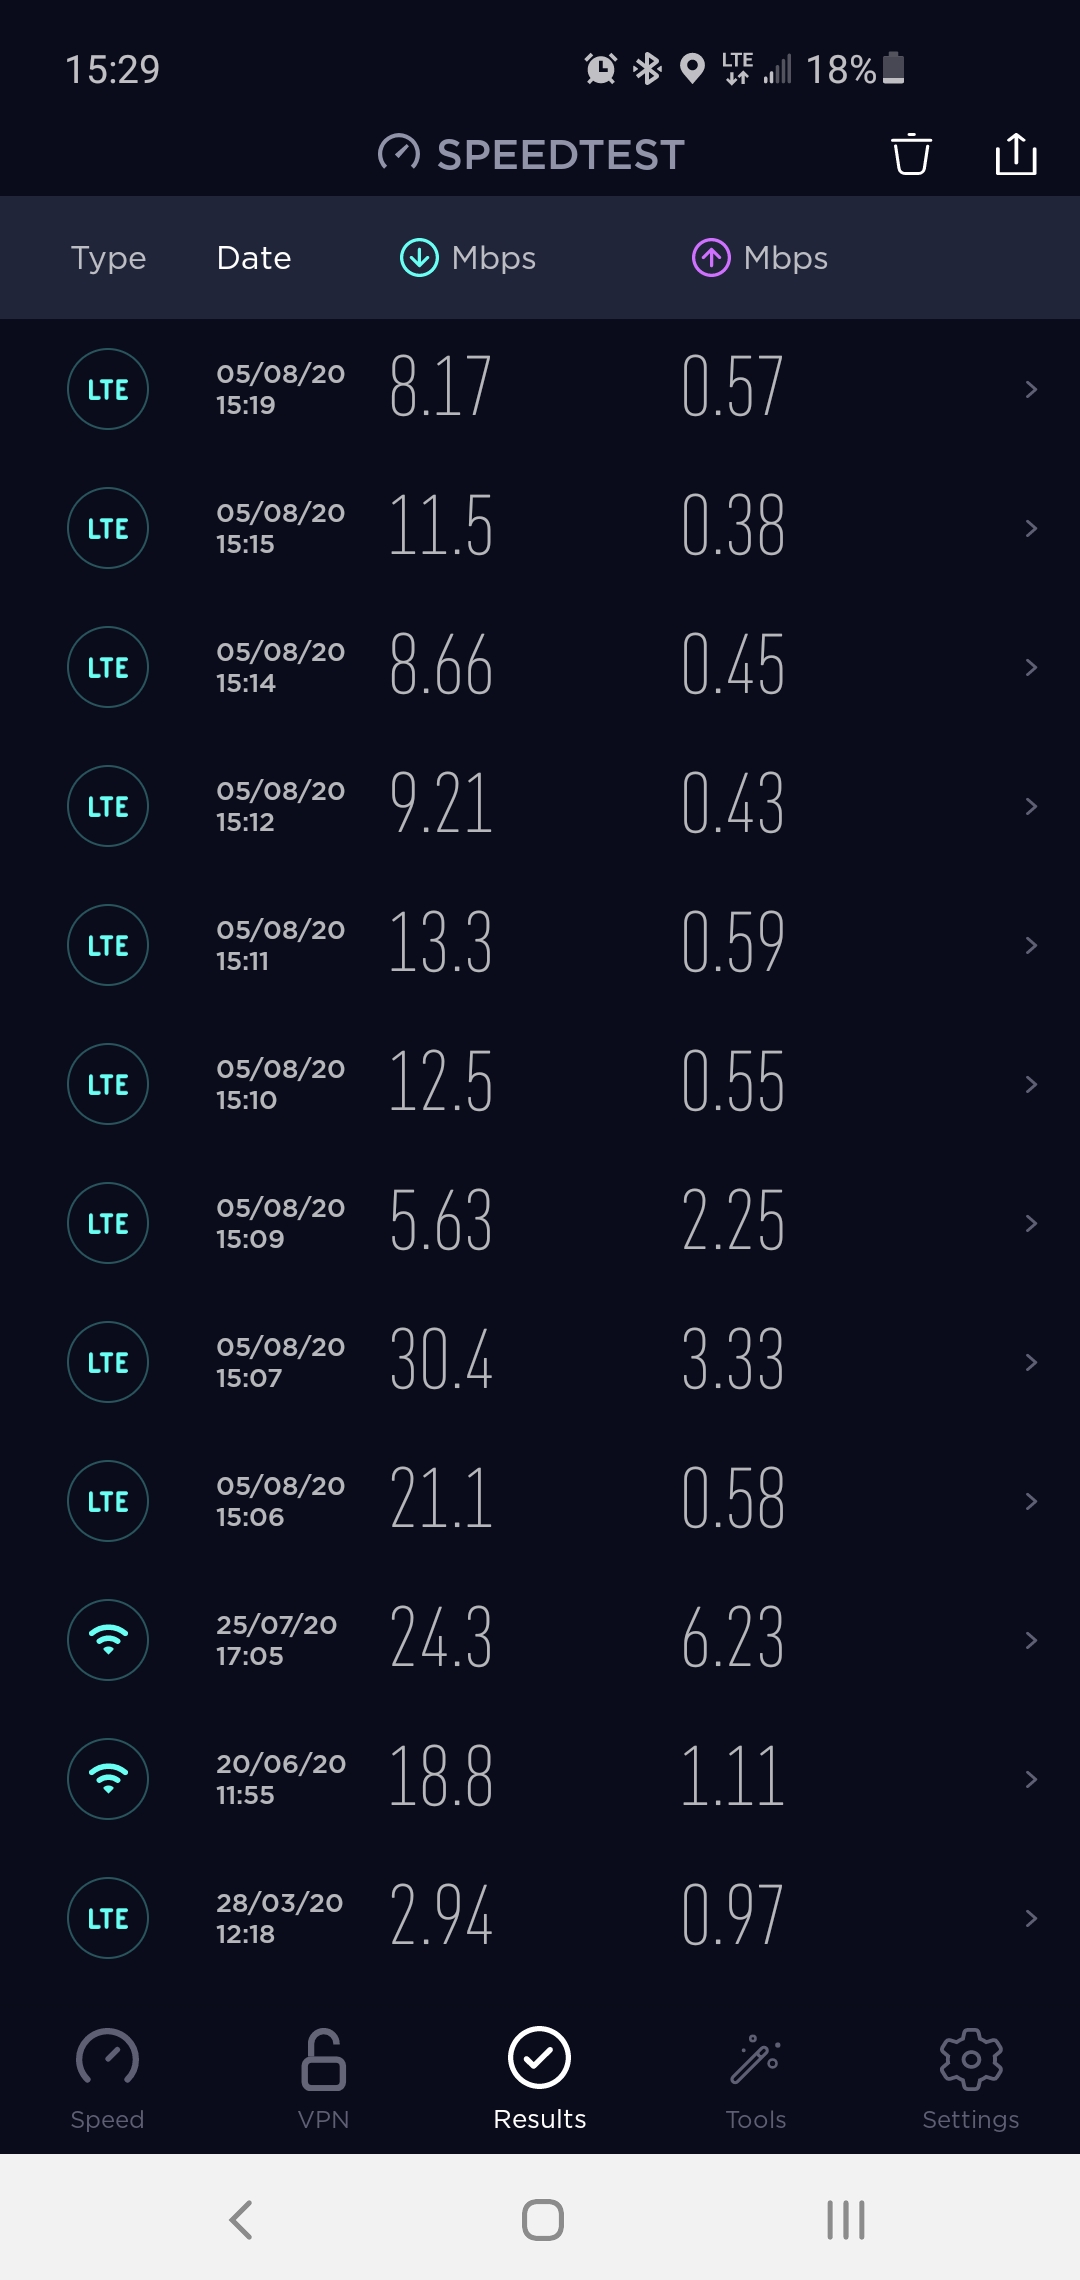 15:29 LTE 18%
SPEEDTEST
Type Date Mbps Mbps
LTE 05/08/20 15:19 8.17 0.57
LTE 05/08/20 15:15 11.5 0.38
LTE 05/08/20 15:14 8.66 0.45
LTE 05/08/20 15:12 9.21 0.43
LTE 05/08/20 15:11 13.3 0.59
LTE 05/08/20 15:10 12.5 0.55
LTE 05/08/20 15:09 5.63 2.25
LTE 05/08/20 15:07 30.4 3.33
LTE 05/08/20 15:06 21.1 0.58
25/07/20 17:05 24.3 6.23
20/06/20 11:55 18.8 1.11
LTE 28/03/20 12:18 2.94 0.97
Speed VPN Results Tools Settings